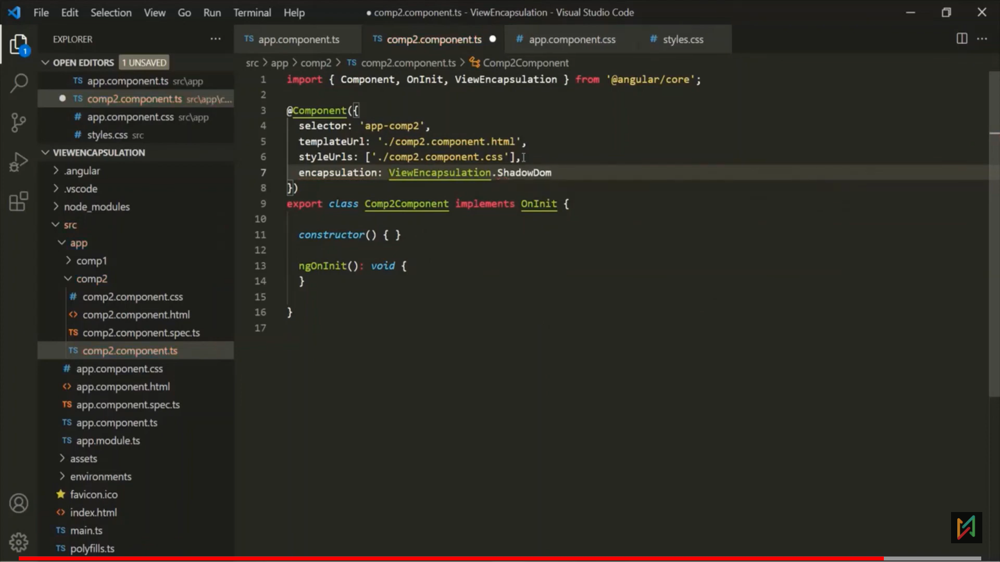 File Edit Selection View Go Run Terminal Help
● comp2.component.ts - ViewEncapsulation - Visual Studio Code
EXPLORER
1
OPEN EDITORS 1 UNSAVED
TS app.component.ts src\app
● TS comp2.component.ts src\app\c...
# app.component.css src\app
# styles.css src
VIEWENCAPSULATION
.angular
.vscode
node_modules
src
app
comp1
comp2
# comp2.component.css
<> comp2.component.html
TS comp2.component.spec.ts
TS comp2.component.ts
# app.component.css
<> app.component.html
TS app.component.spec.ts
TS app.component.ts
TS app.module.ts
assets
environments
favicon.ico
<> index.html
TS main.ts
TS polyfills.ts
TS app.component.ts
TS comp2.component.ts ●
# app.component.css
# styles.css
src > app > comp2 > TS comp2.component.ts > Comp2Component
1 import { Component, OnInit, ViewEncapsulation } from '@angular/core';
2
3 @Component({
4 selector: 'app-comp2',
5 templateUrl: './comp2.component.html',
6 styleUrls: ['./comp2.component.css'],
7 encapsulation: ViewEncapsulation.ShadowDom
8 })
9 export class Comp2Component implements OnInit {
10
11 constructor() { }
12
13 ngOnInit(): void {
14 }
15
16 }
17